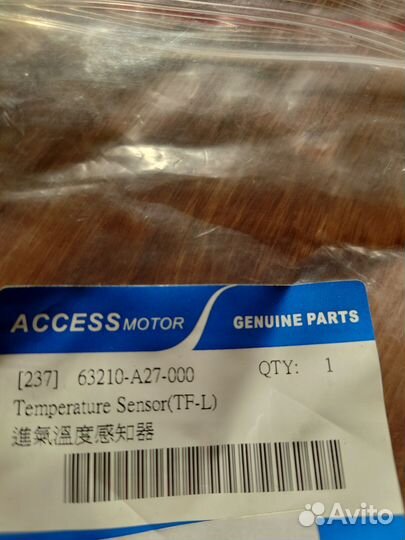 ACCESS MOTOR GENUINE PARTS
[237] 63210-A27-000 QTY: 1
Temperature Sensor(TF-L)
進氣溫度感知器
Avito